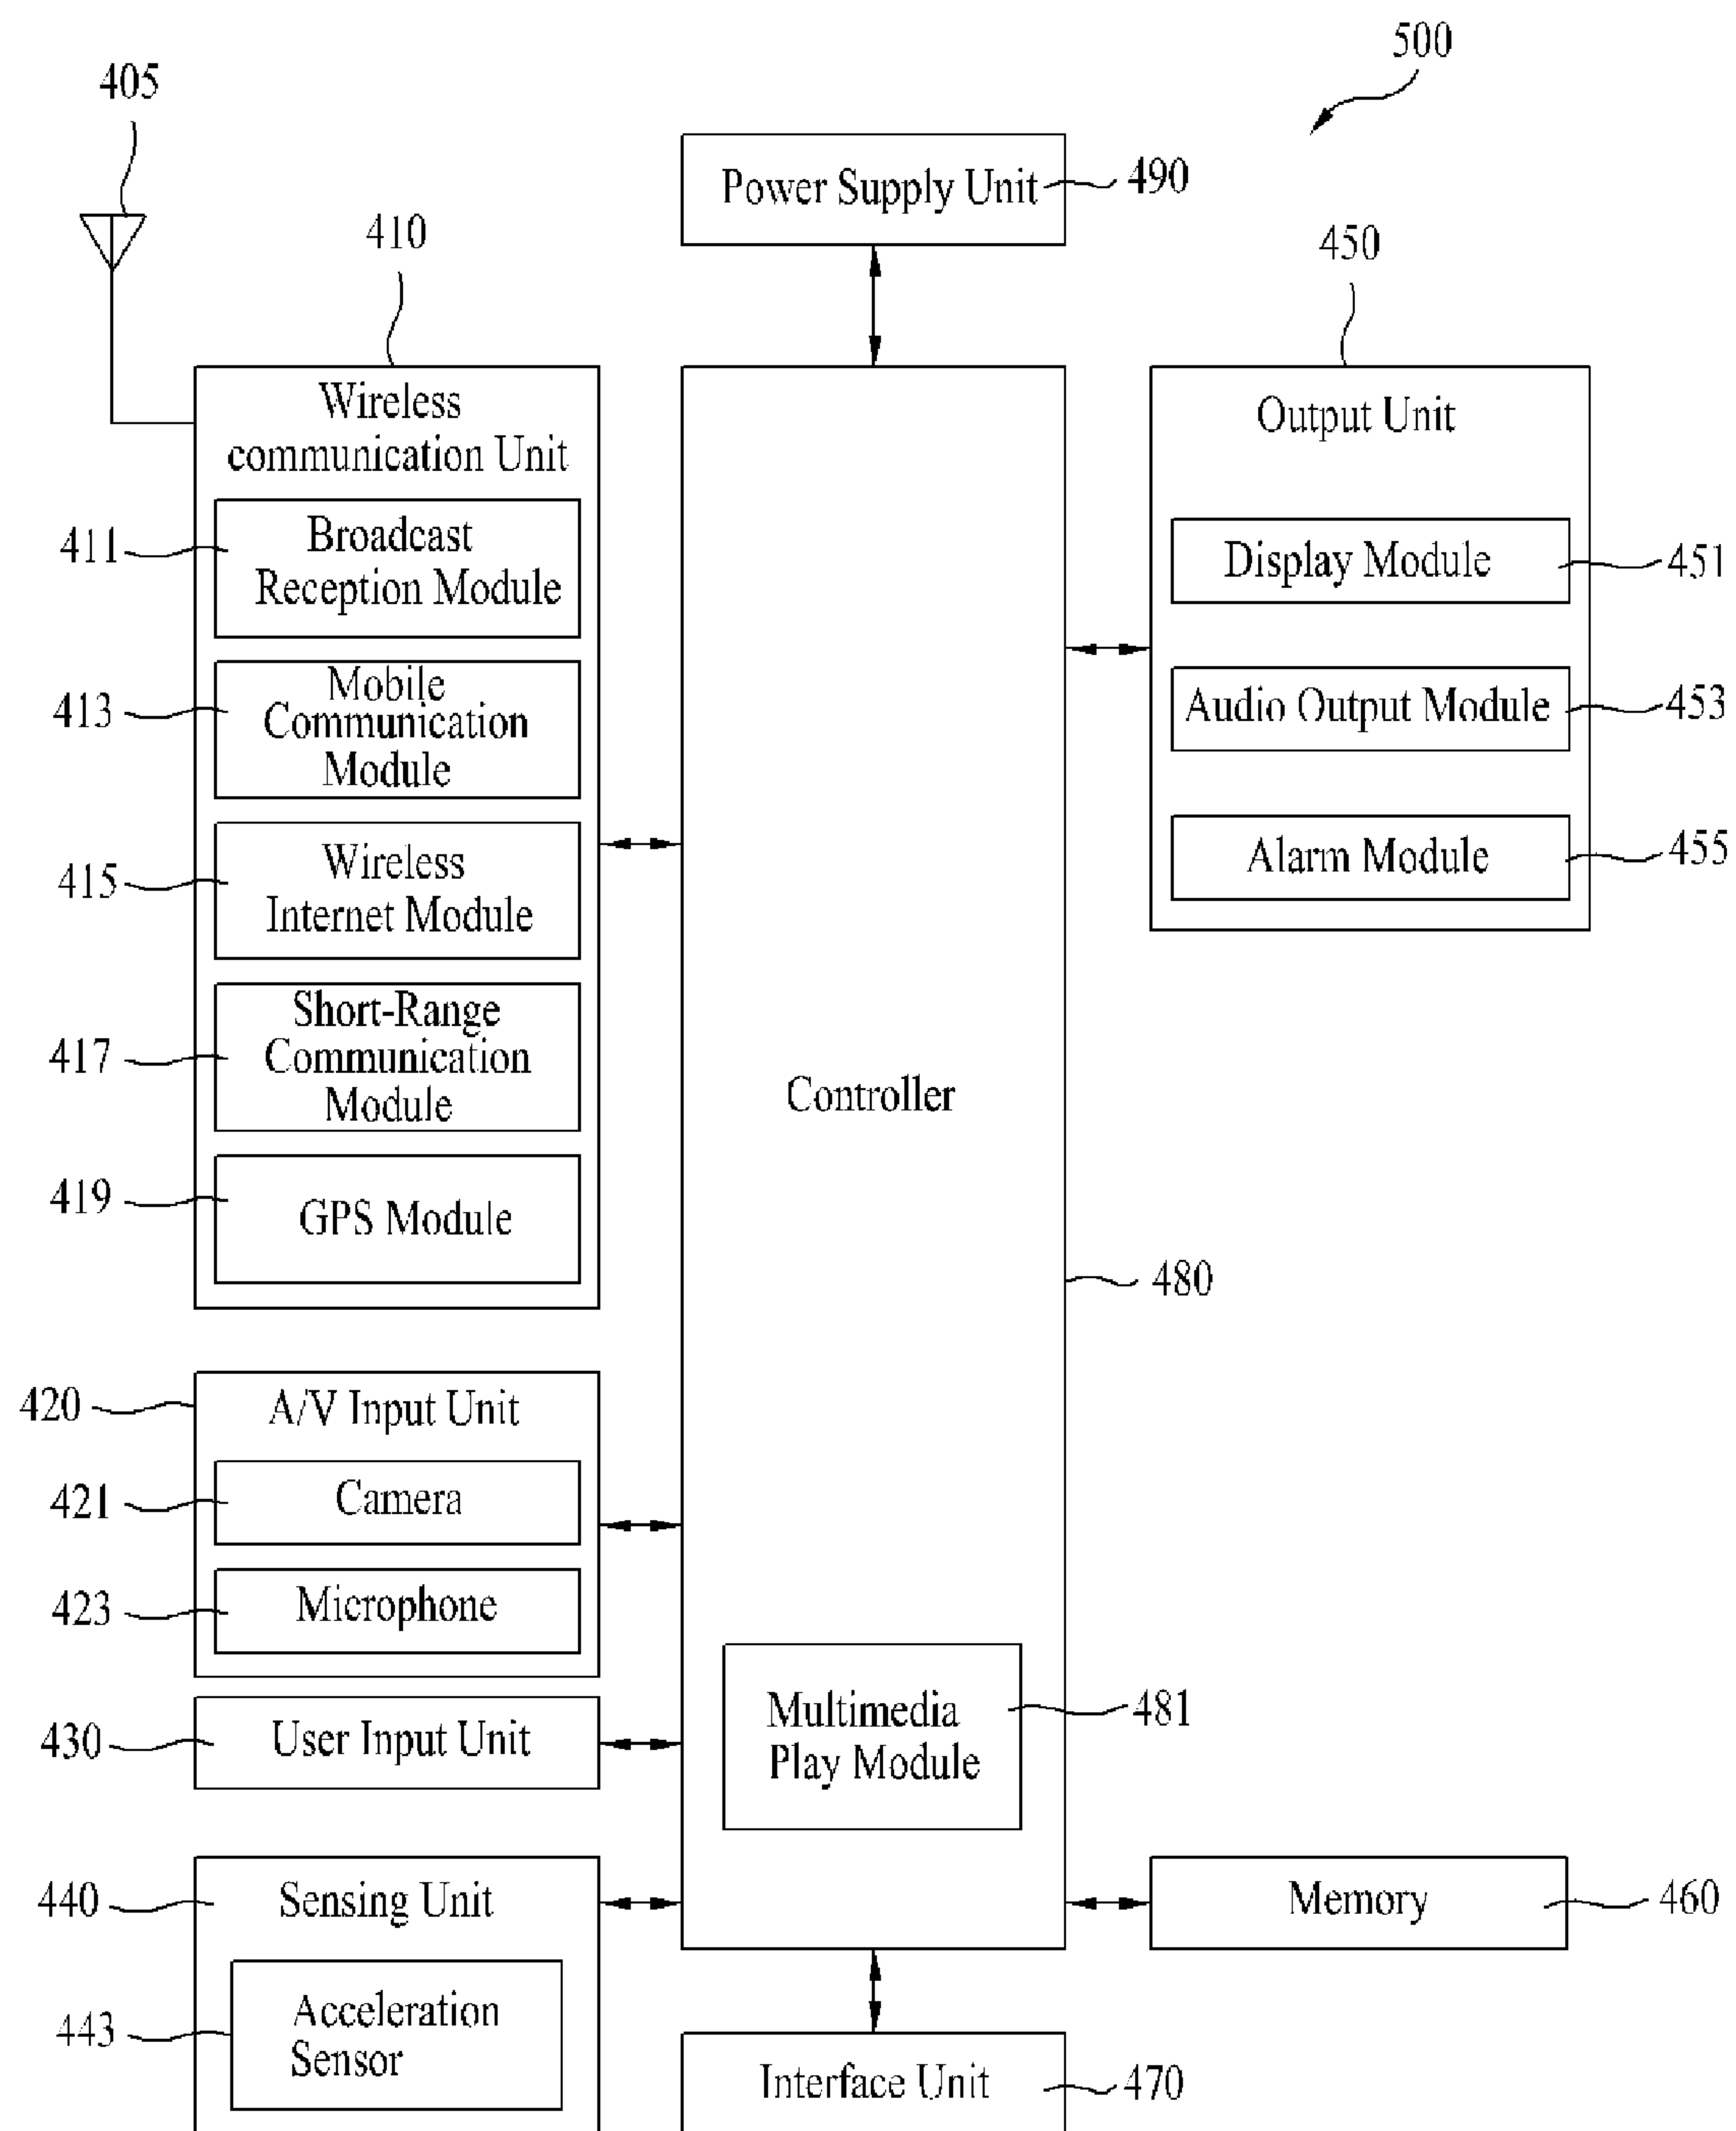 500
405
Power Supply Unit
490
410
450
Wireless
communication Unit
Output Unit
411
Broadcast
Reception Module
Display Module
451
413
Mobile
Communication
Module
Audio Output Module
453
415
Wireless
Internet Module
Alarm Module
455
417
Short-Range
Communication
Module
Controller
419
GPS Module
480
420
A/V Input Unit
421
Camera
423
Microphone
Multimedia
Play Module
481
430
User Input Unit
440
Sensing Unit
Memory
460
443
Acceleration
Sensor
Interface Unit
470